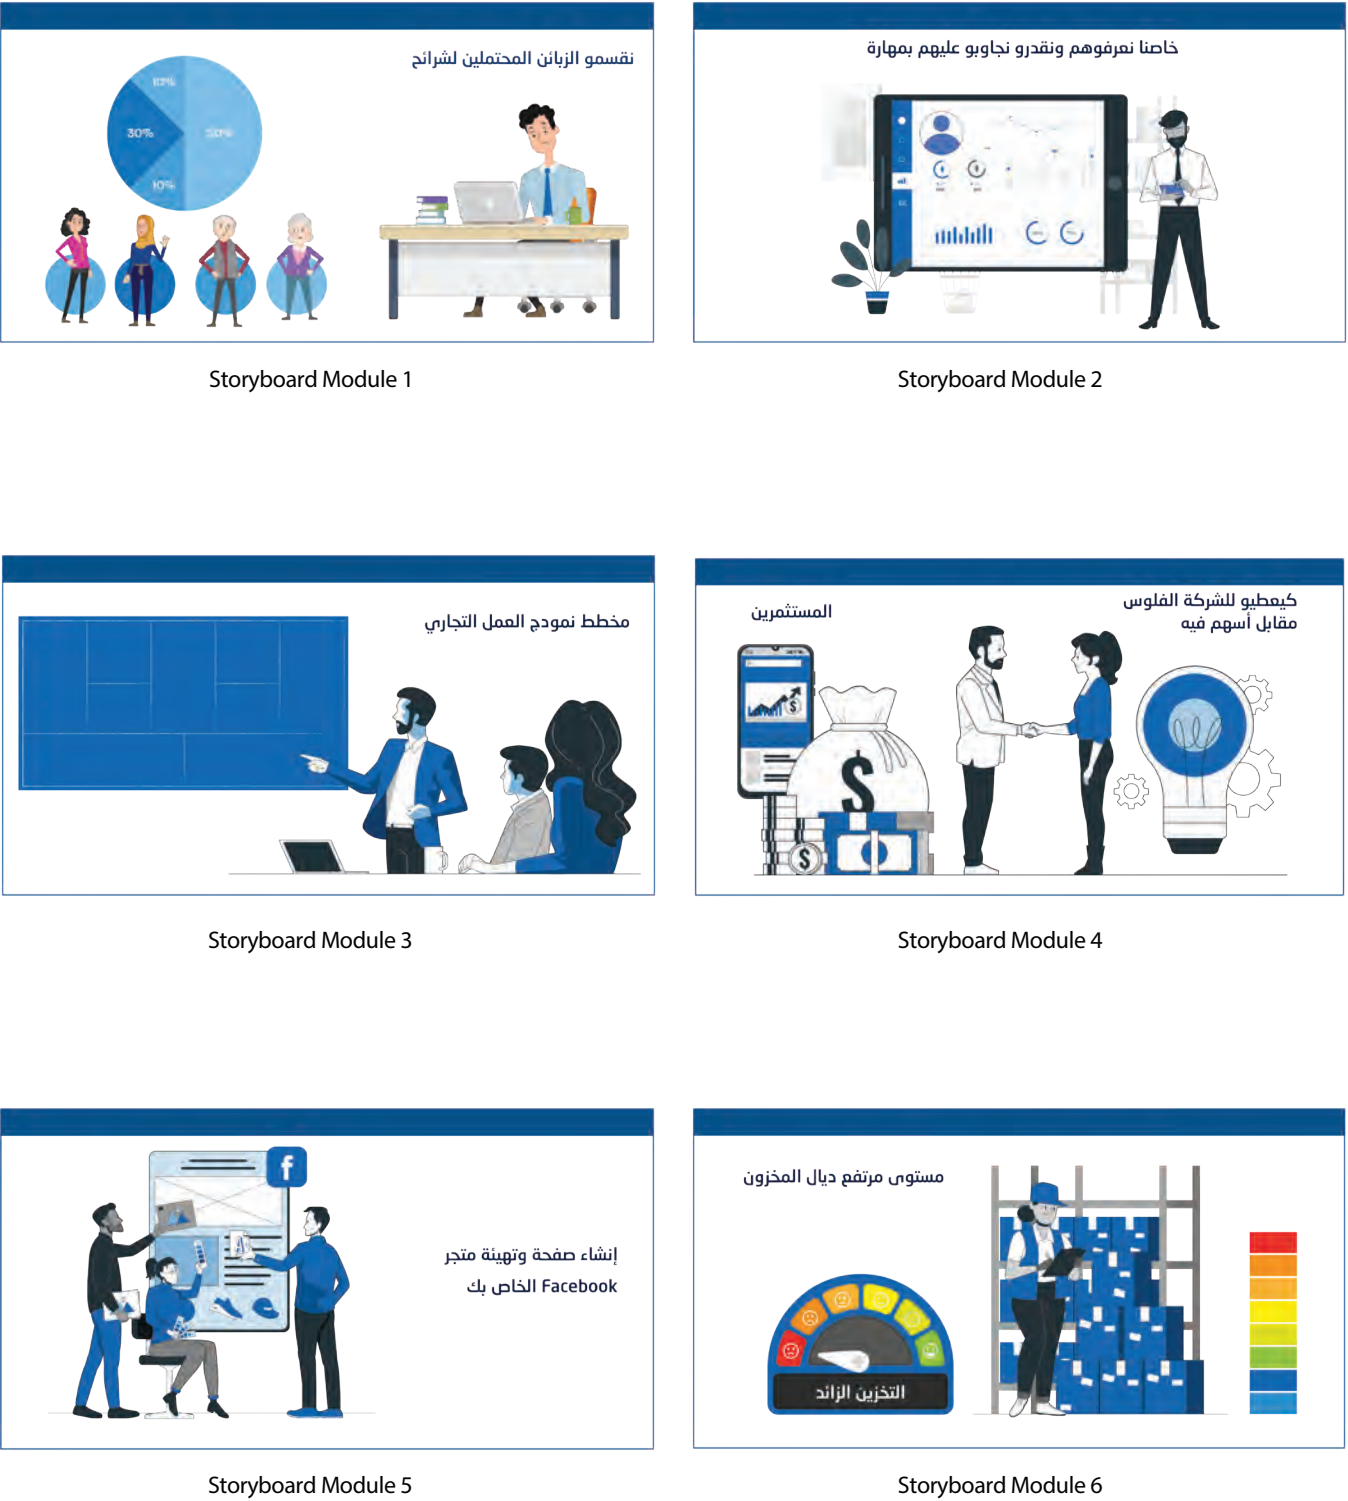 نقسمو الزبائن المحتملين لشرائح
10%
30%
50%
10%
Storyboard Module 1
خاصنا نعرفوهم ونقدرو نجاوبو عليهم بمهارة
Storyboard Module 2
مخطط نمودج العمل التجاري
Storyboard Module 3
كيعطيو للشركة الفلوس
مقابل أسهم فيه
المستثمرين
$
$
$
Storyboard Module 4
f
إنشاء صفحة وتهيئة متجر
Facebook الخاص بك
Storyboard Module 5
مستوى مرتفع ديال المخزون
التخزين الزائد
Storyboard Module 6